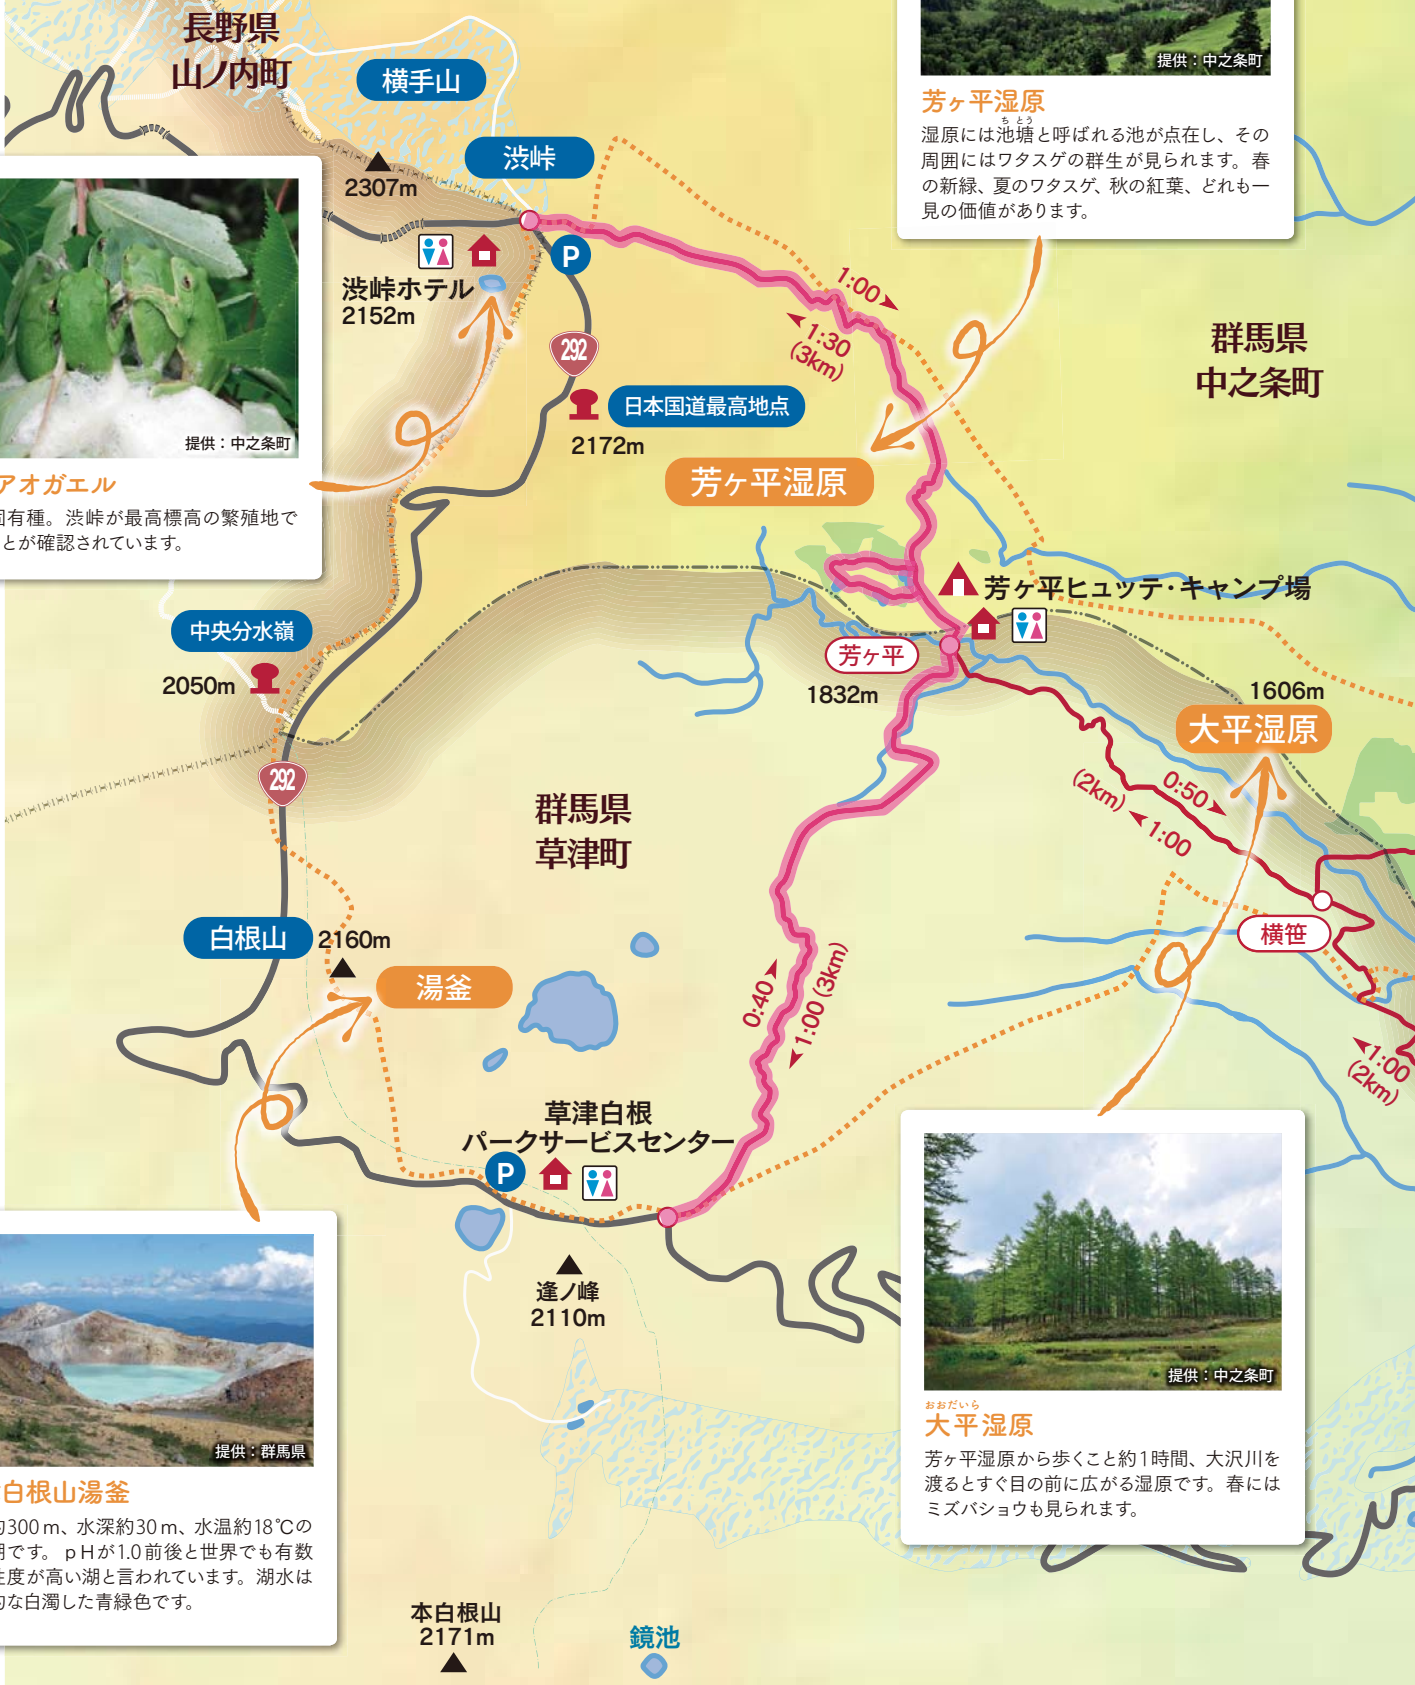 長野県
山ノ内町
横手山
渋峠
2307m
渋峠ホテル
2152m
P
292
日本国道最高地点
2172m
提供：中之条町
アオガエル
固有種。渋峠が最高標高の繁殖地で
とが確認されています。
提供：中之条町
芳ヶ平湿原
ちとう
湿原には池塘と呼ばれる池が点在し、その
周囲にはワタスゲの群生が見られます。春
の新緑、夏のワタスゲ、秋の紅葉、どれも一
見の価値があります。
1:00
1:30
(3km)
群馬県
中之条町
芳ヶ平湿原
芳ヶ平ヒュッテ・キャンプ場
芳ヶ平
1832m
中央分水嶺
2050m
292
1606m
大平湿原
0:50
(2km)
1:00
横笹
1:00
(2km)
群馬県
草津町
白根山
2160m
湯釜
0:40
1:00 (3km)
草津白根
パークサービスセンター
P
逢ノ峰
2110m
提供：群馬県
白根山湯釜
約300m、水深約30m、水温約18℃の
湖です。pHが1.0前後と世界でも有数
性度が高い湖と言われています。湖水は
的な白濁した青緑色です。
提供：中之条町
おおだいら
大平湿原
芳ヶ平湿原から歩くこと約1時間、大沢川を
渡るとすぐ目の前に広がる湿原です。春には
ミズバショウも見られます。
本白根山
2171m
鏡池